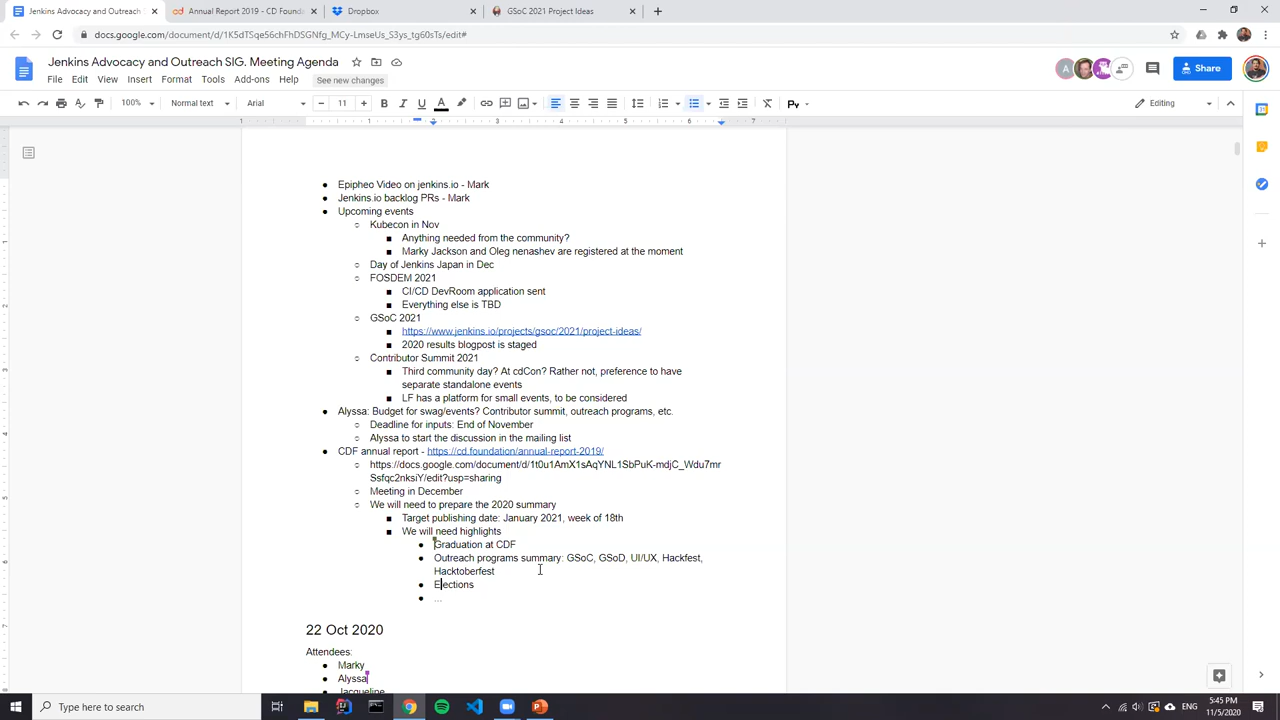 Jenkins Advocacy and Outreach
Annual Report 2019 - CD Found
Dropbox
GSoC 2021 Project Ideas
docs.google.com/document/d/1K5dTSqe56chFhDSGNfg_MCy-LmseUs_S3ys_tg60sTs/edit#
Jenkins Advocacy and Outreach SIG. Meeting Agenda
File Edit View Insert Format Tools Add-ons Help See new changes
Share
100% Normal text Arial 11 Editing
Epipheo Video on jenkins.io - Mark
Jenkins.io backlog PRs - Mark
Upcoming events
Kubecon in Nov
Anything needed from the community?
Marky Jackson and Oleg nenashev are registered at the moment
Day of Jenkins Japan in Dec
FOSDEM 2021
CI/CD DevRoom application sent
Everything else is TBD
GSoC 2021
https://www.jenkins.io/projects/gsoc/2021/project-ideas/
2020 results blogpost is staged
Contributor Summit 2021
Third community day? At cdCon? Rather not, preference to have
separate standalone events
LF has a platform for small events, to be considered
Alyssa: Budget for swag/events? Contributor summit, outreach programs, etc.
Deadline for inputs: End of November
Alyssa to start the discussion in the mailing list
CDF annual report - https://cd.foundation/annual-report-2019/
https://docs.google.com/document/d/1t0u1AmX1sAqYNL1SbPuK-mdjC_Wdu7mr
Ssfqc2nksiY/edit?usp=sharing
Meeting in December
We will need to prepare the 2020 summary
Target publishing date: January 2021, week of 18th
We will need highlights
Graduation at CDF
Outreach programs summary: GSoC, GSoD, UI/UX, Hackfest,
Hacktoberfest
Elections
...
22 Oct 2020
Attendees:
Marky
Alyssa
Jacqueline
Type here to search
5:45 PM
11/5/2020